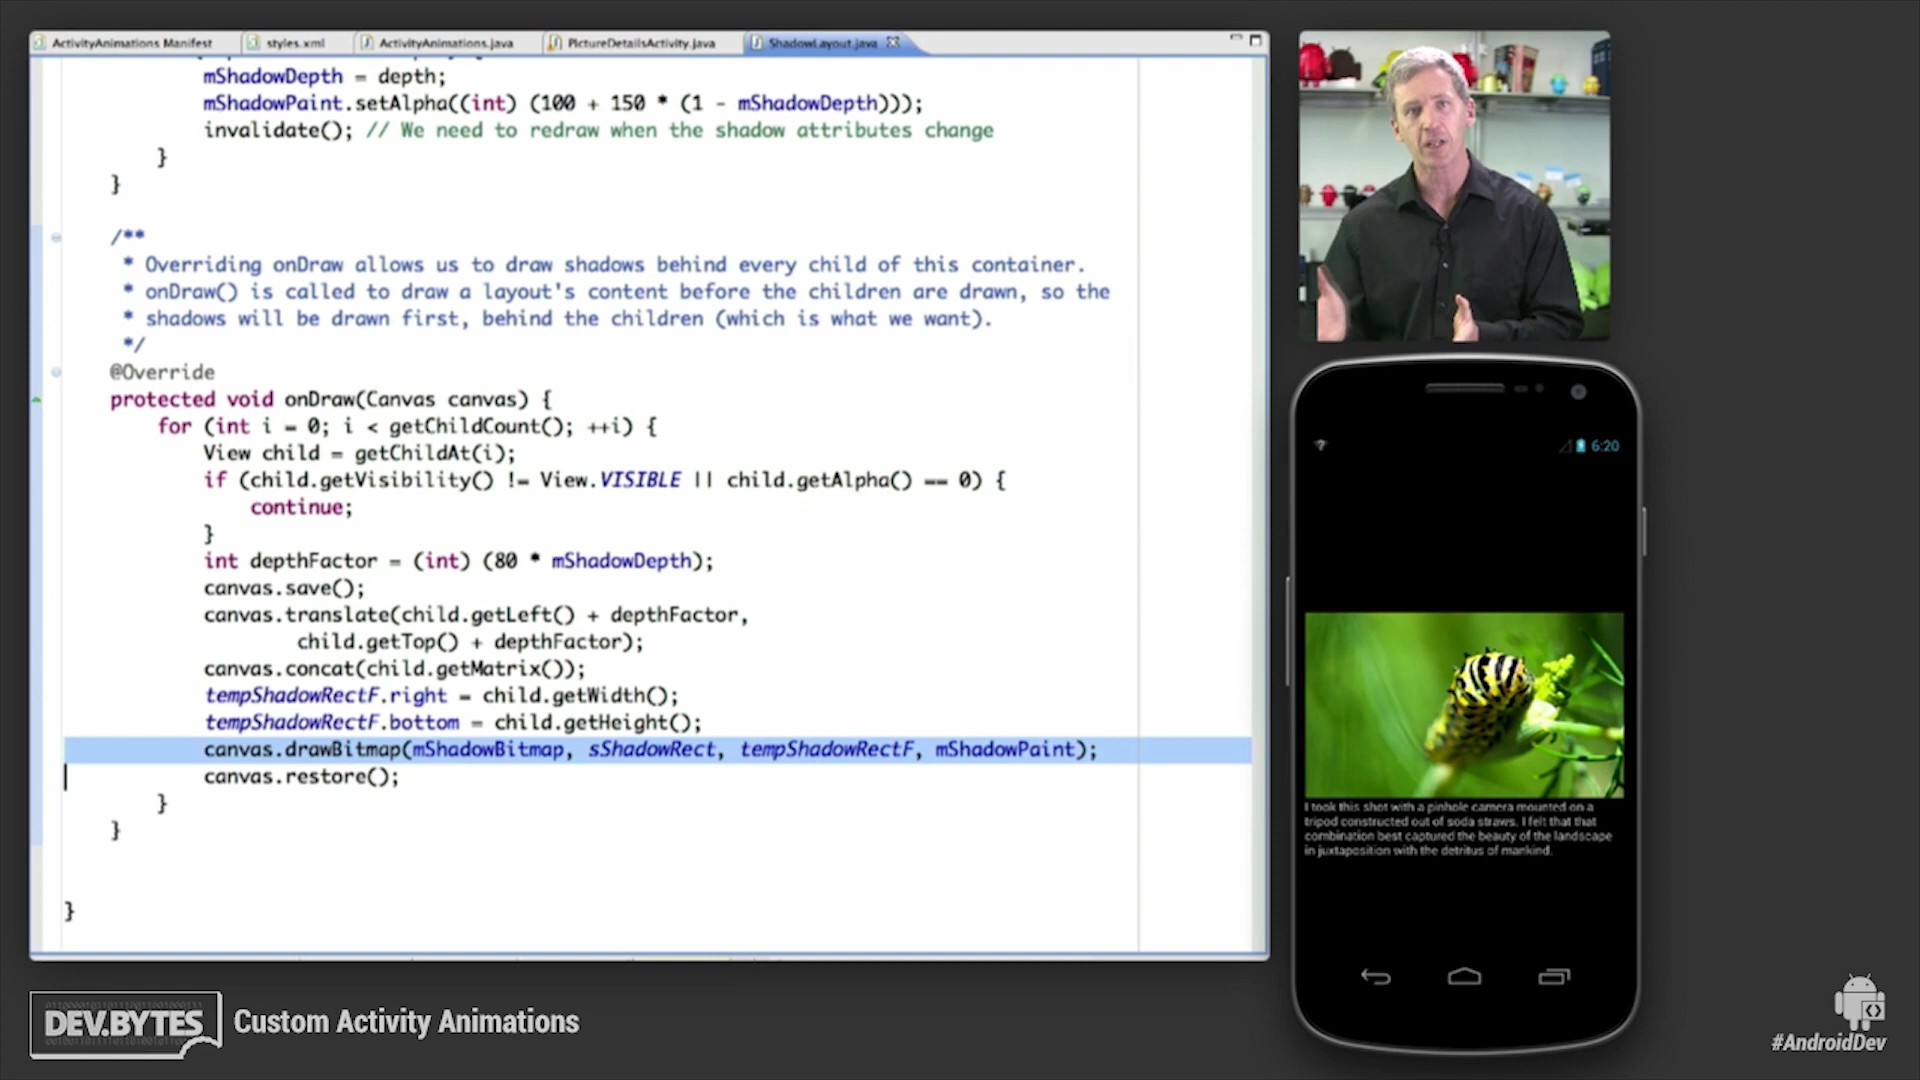 ActivityAnimations Manifest
styles.xml
ActivityAnimations.java
PictureDetailsActivity.java
ShadowLayout.java
mShadowDepth = depth;
mShadowPaint.setAlpha((int) (100 + 150 * (1 - mShadowDepth)));
invalidate(); // We need to redraw when the shadow attributes change
}
}
/**
* Overriding onDraw allows us to draw shadows behind every child of this container.
* onDraw() is called to draw a layout's content before the children are drawn, so the
* shadows will be drawn first, behind the children (which is what we want).
*/
@Override
protected void onDraw(Canvas canvas) {
for (int i = 0; i < getChildCount(); ++i) {
View child = getChildAt(i);
if (child.getVisibility() != View.VISIBLE || child.getAlpha() == 0) {
continue;
}
int depthFactor = (int) (80 * mShadowDepth);
canvas.save();
canvas.translate(child.getLeft() + depthFactor,
child.getTop() + depthFactor);
canvas.concat(child.getMatrix());
tempShadowRectF.right = child.getWidth();
tempShadowRectF.bottom = child.getHeight();
canvas.drawBitmap(mShadowBitmap, sShadowRect, tempShadowRectF, mShadowPaint);
canvas.restore();
}
}
}
6:20
I took this shot with a pinhole camera mounted on a
tripod constructed out of soda straws. I felt that that
combination best captured the beauty of the landscape
in juxtaposition with the detritus of mankind.
DEV.BYTES
Custom Activity Animations
#AndroidDev